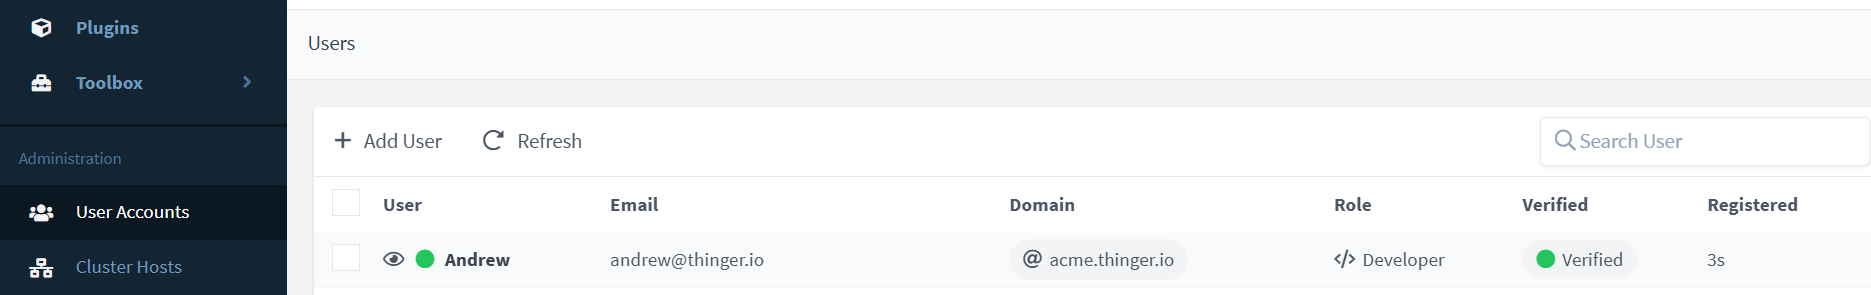 Plugins
Toolbox
Administration
User Accounts
Cluster Hosts
Users
Add User Refresh Search User
User Email Domain Role Verified Registered
Andrew andrew@thinger.io @ acme.thinger.io </> Developer Verified 3s